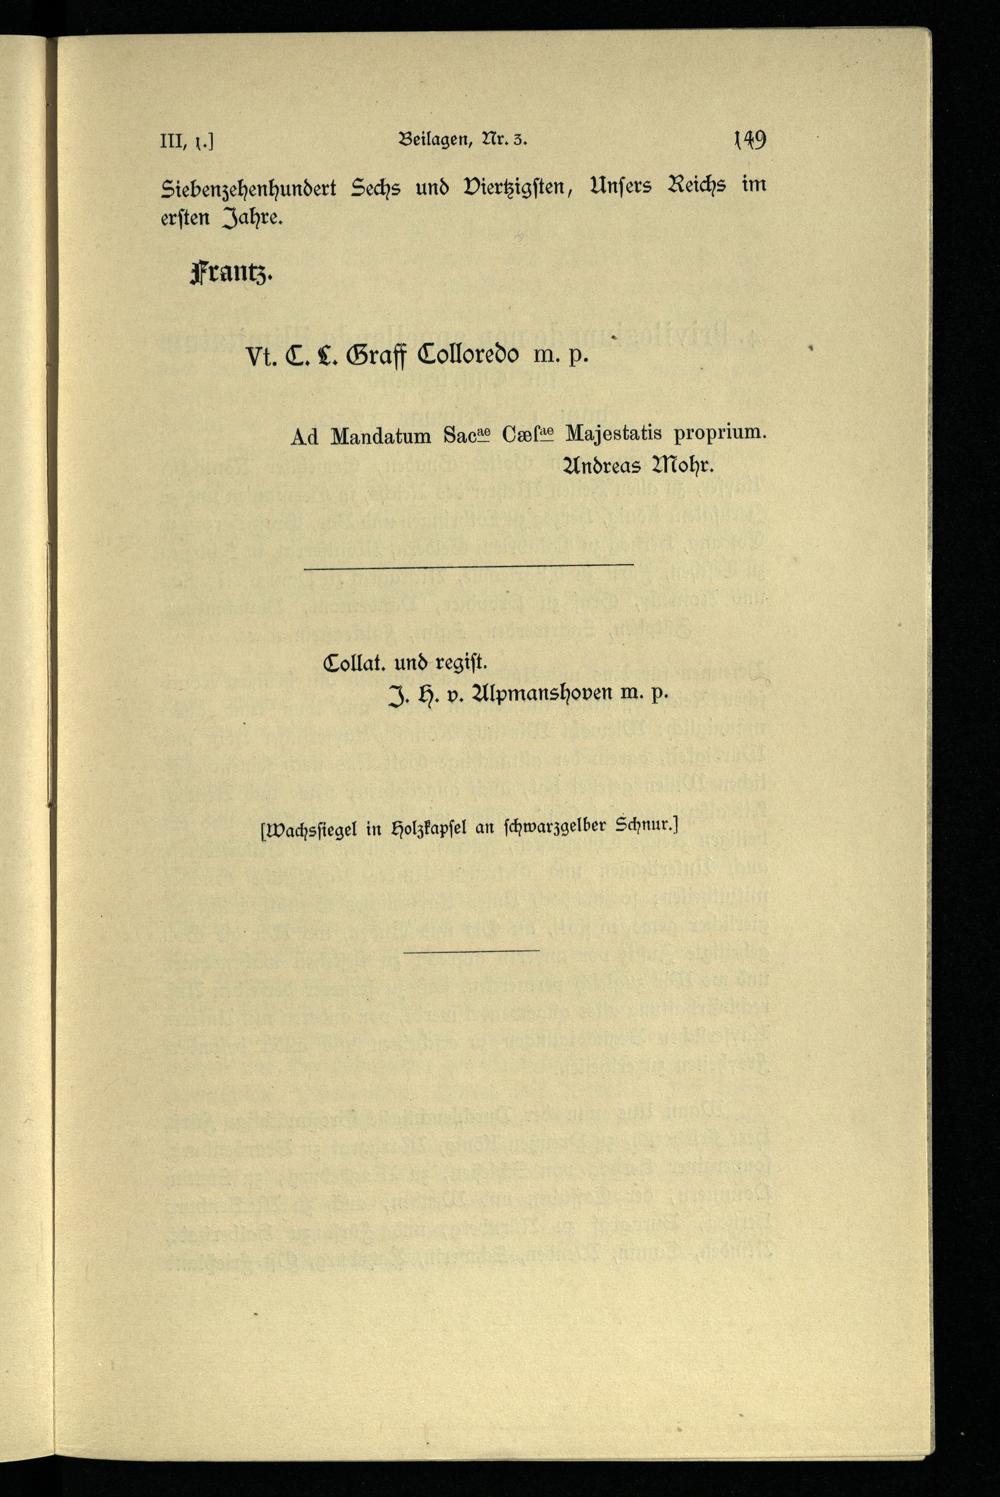 III, 1.] Beilagen, Nr. 3. 149
Siebenzehenhundert Sechs und Viertzigſten, Unſers Reichs im
erſten Jahre.
Frantz.
Vt. C. L. Graff Colloredo m. p.
Ad Mandatum Sacᵃᵉ Cæſᵃᵉ Majestatis proprium.
Andreas Mohr.
Collat. und regiſt.
J. H. v. Alpmanshoven m. p.
[Wachsſiegel in Holzkapſel an ſchwarzgelber Schnur.]